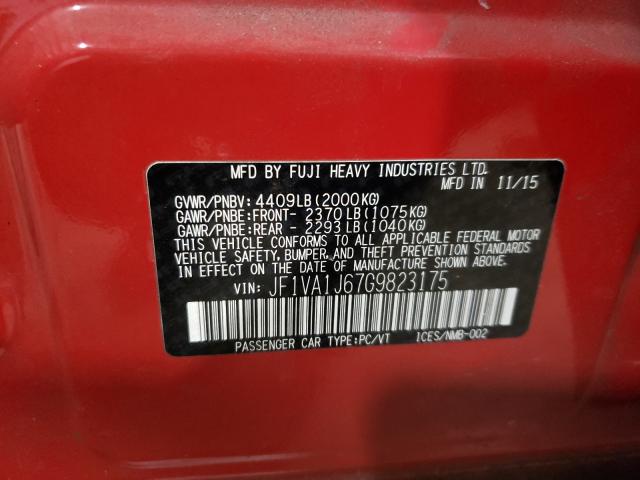 MFD BY FUJI HEAVY INDUSTRIES LTD.
MFD IN 11/15
GVWR/PNBV: 4409LB(2000KG)
GAWR/PNBE:FRONT- 2370LB(1075KG)
GAWR/PNBE:REAR - 2293LB(1040KG)
THIS VEHICLE CONFORMS TO ALL APPLICABLE FEDERAL MOTOR
VEHICLE SAFETY, BUMPER, AND THEFT PREVENTION STANDARDS
IN EFFECT ON THE DATE OF MANUFACTURE SHOWN ABOVE.
VIN: JF1VA1J67G9823175
PASSENGER CAR TYPE:PC/VT ICES/NMB-002